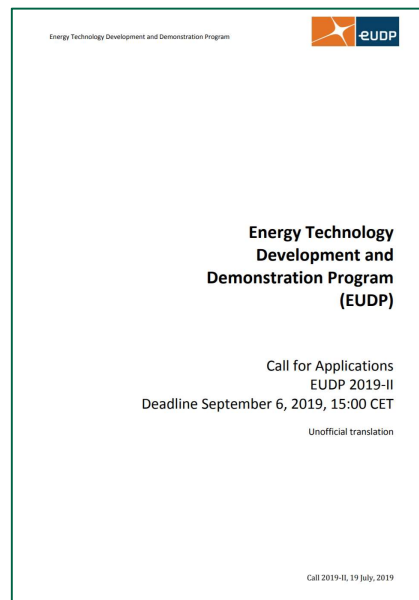 Energy Technology Development and Demonstration Program
eUDP
Energy Technology
Development and
Demonstration Program
(EUDP)
Call for Applications
EUDP 2019-II
Deadline September 6, 2019, 15:00 CET
Unofficial translation
Call 2019-II, 19 July, 2019